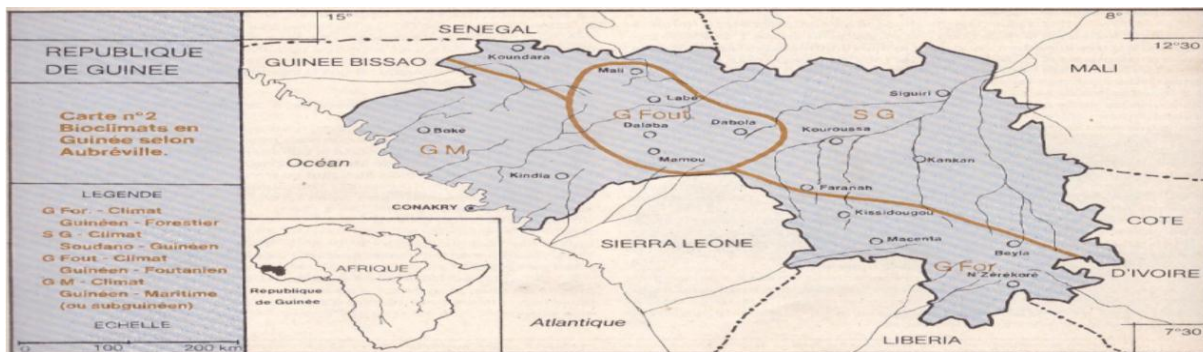 REPUBLIQUE
DE GUINEE
Carte n°2
Bioclimats en
Guinée selon
Aubréville.
LEGENDE
G For. - Climat
Guinéen - Forestier
S G - Climat
Soudano - Guinéen
G Fout - Climat
Guinéen - Foutanien
G M - Climat
Guinéen - Maritime
(ou subguinéen)
ECHELLE
0 100 200 km
15°
8°
12°30
7°30
SENEGAL
GUINEE BISSAO
MALI
Koundara
Mali
Labé
Siguiri
G Fout
S G
Dalaba
Dabola
Kouroussa
Boké
G M
Mamou
Kankan
Océan
Kindia
Faranah
CONAKRY
Kissidougou
COTE
D'IVOIRE
SIERRA LEONE
Macenta
Beyla
G For.
N'Zérékoré
AFRIQUE
Republique
de Guinée
Atlantique
LIBERIA